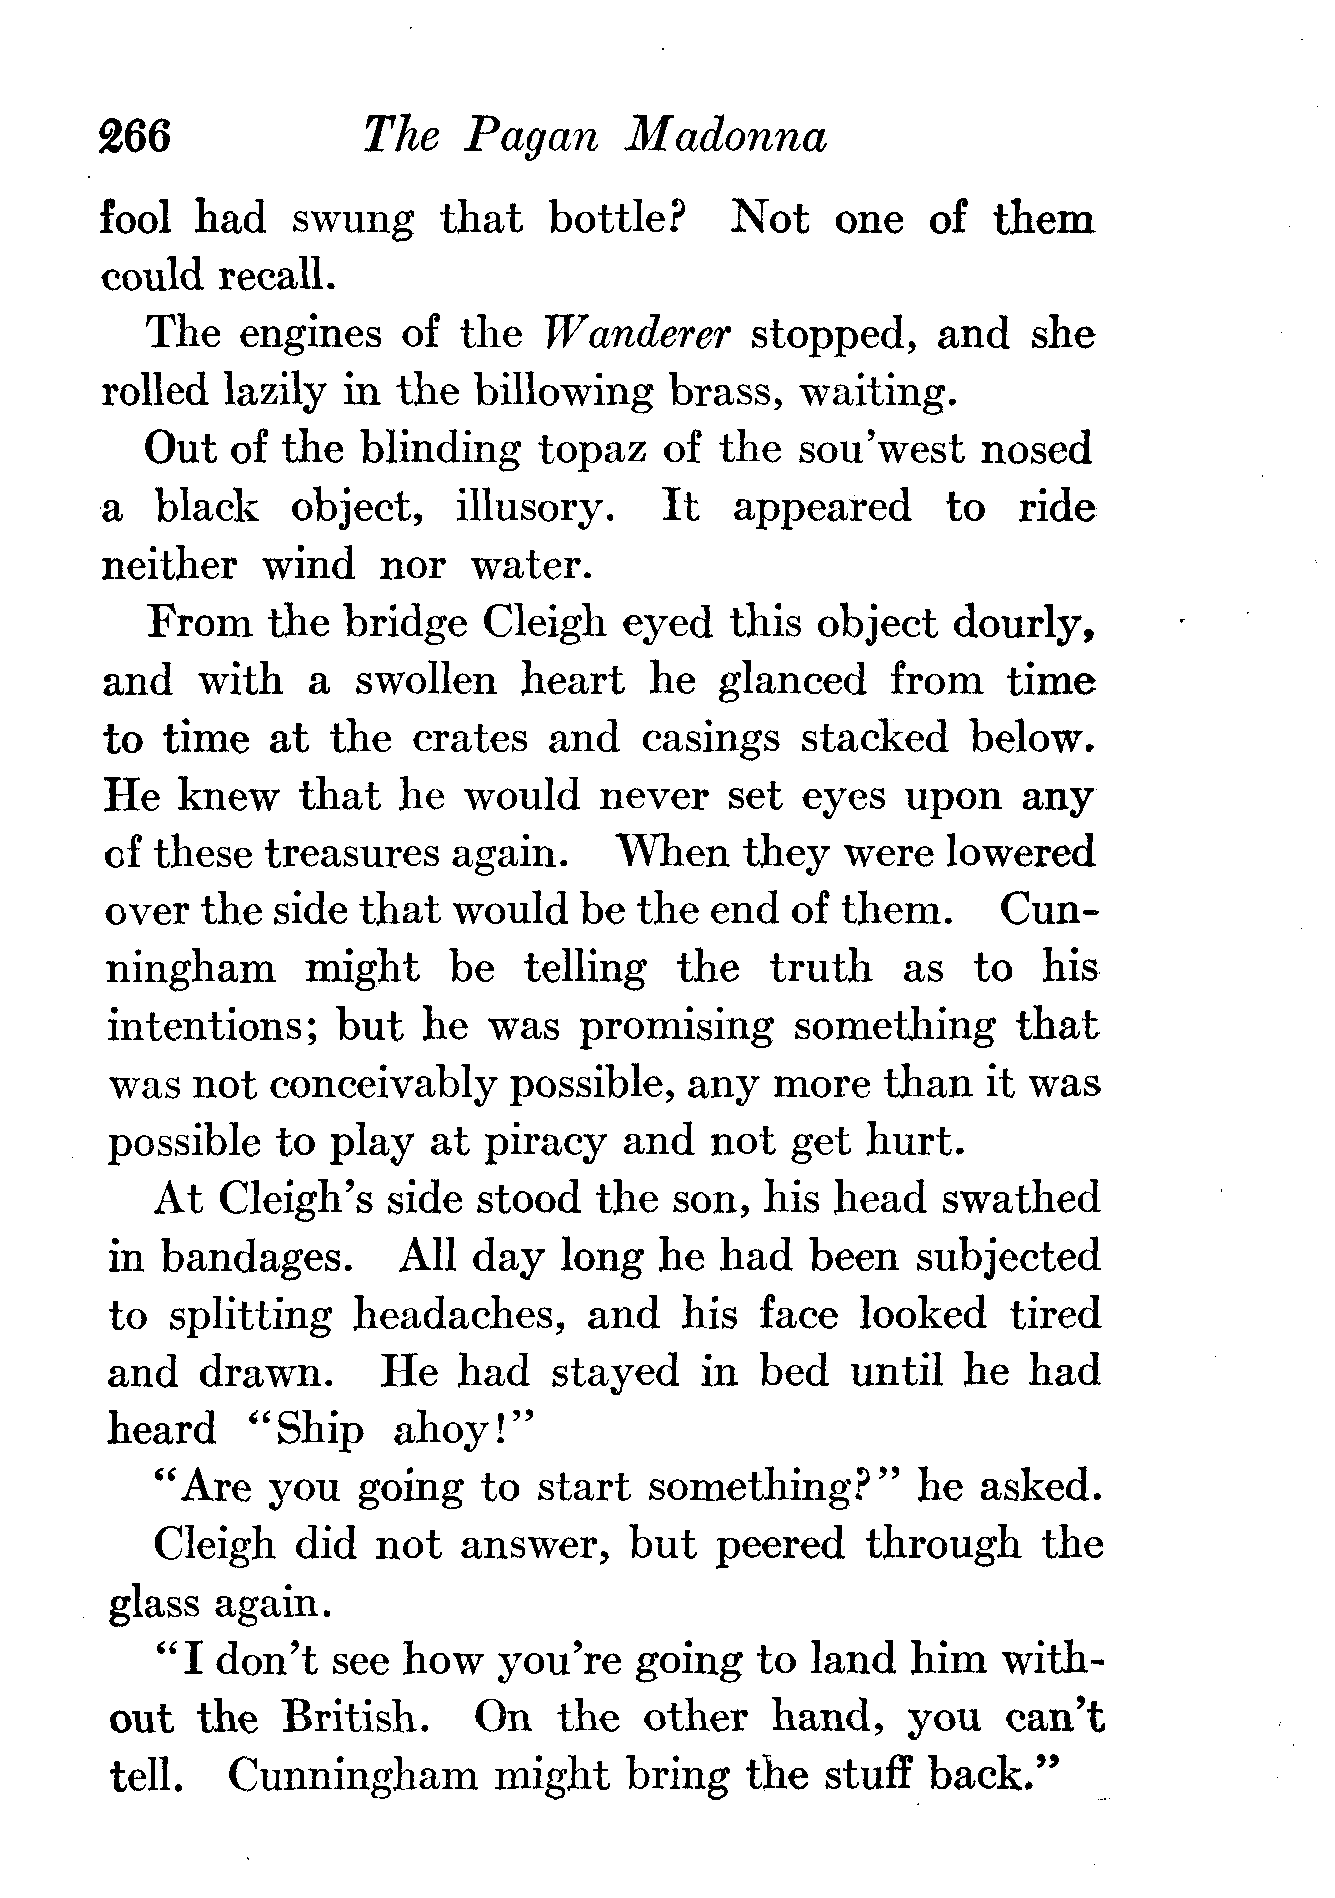 266 The Pagan Madonna
fool had swung that bottle? Not one of them
could recall.
The engines of the Wanderer stopped, and she
rolled lazily in the billowing brass, waiting.
Out of the blinding topaz of the sou'west nosed
a black object, illusory. It appeared to ride
neither wind nor water.
From the bridge Cleigh eyed this object dourly,
and with a swollen heart he glanced from time
to time at the crates and casings stacked below.
He knew that he would never set eyes upon any
of these treasures again. When they were lowered
over the side that would be the end of them. Cun-
ningham might be telling the truth as to his
intentions; but he was promising something that
was not conceivably possible, any more than it was
possible to play at piracy and not get hurt.
At Cleigh's side stood the son, his head swathed
in bandages. All day long he had been subjected
to splitting headaches, and his face looked tired
and drawn. He had stayed in bed until he had
heard "Ship ahoy!"
"Are you going to start something?" he asked.
Cleigh did not answer, but peered through the
glass again.
"I don't see how you're going to land him with-
out the British. On the other hand, you can't
tell. Cunningham might bring the stuff back."